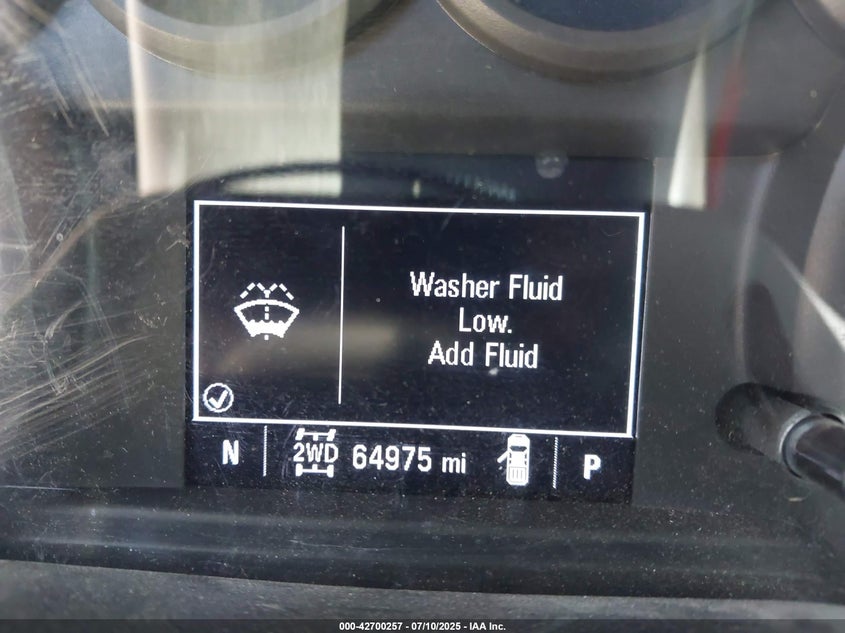 Washer Fluid
Low.
Add Fluid
N 2WD 64975 mi P
000-42700257 - 07/10/2025 - IAA Inc.